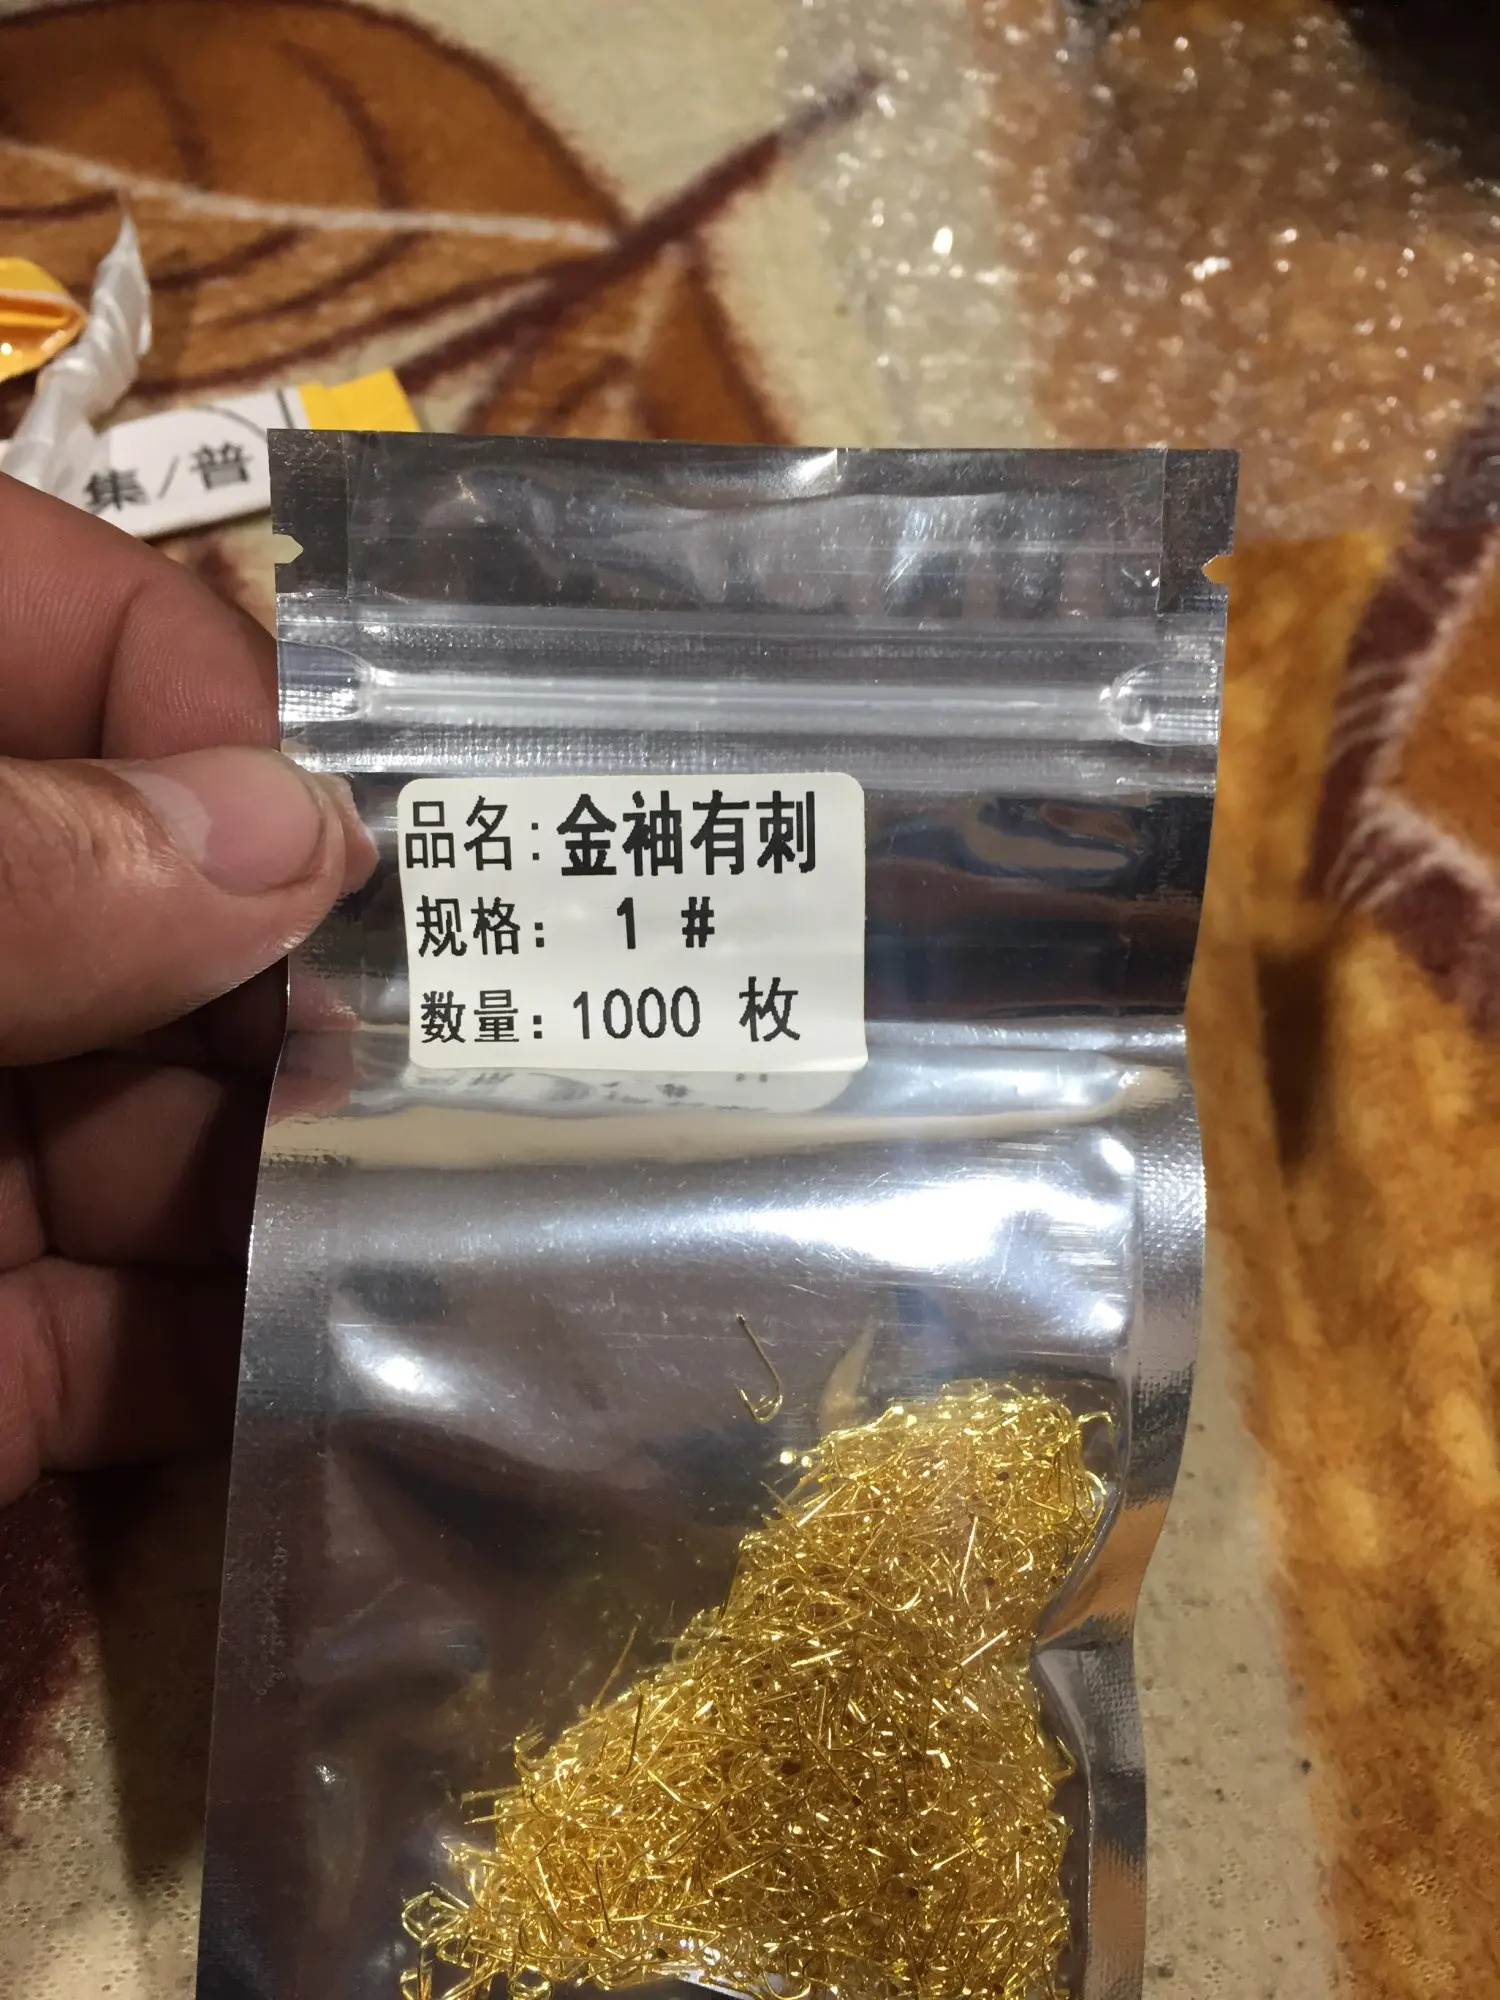 集/普
品名:金袖有刺
规格: 1 #
数量: 1000 枚